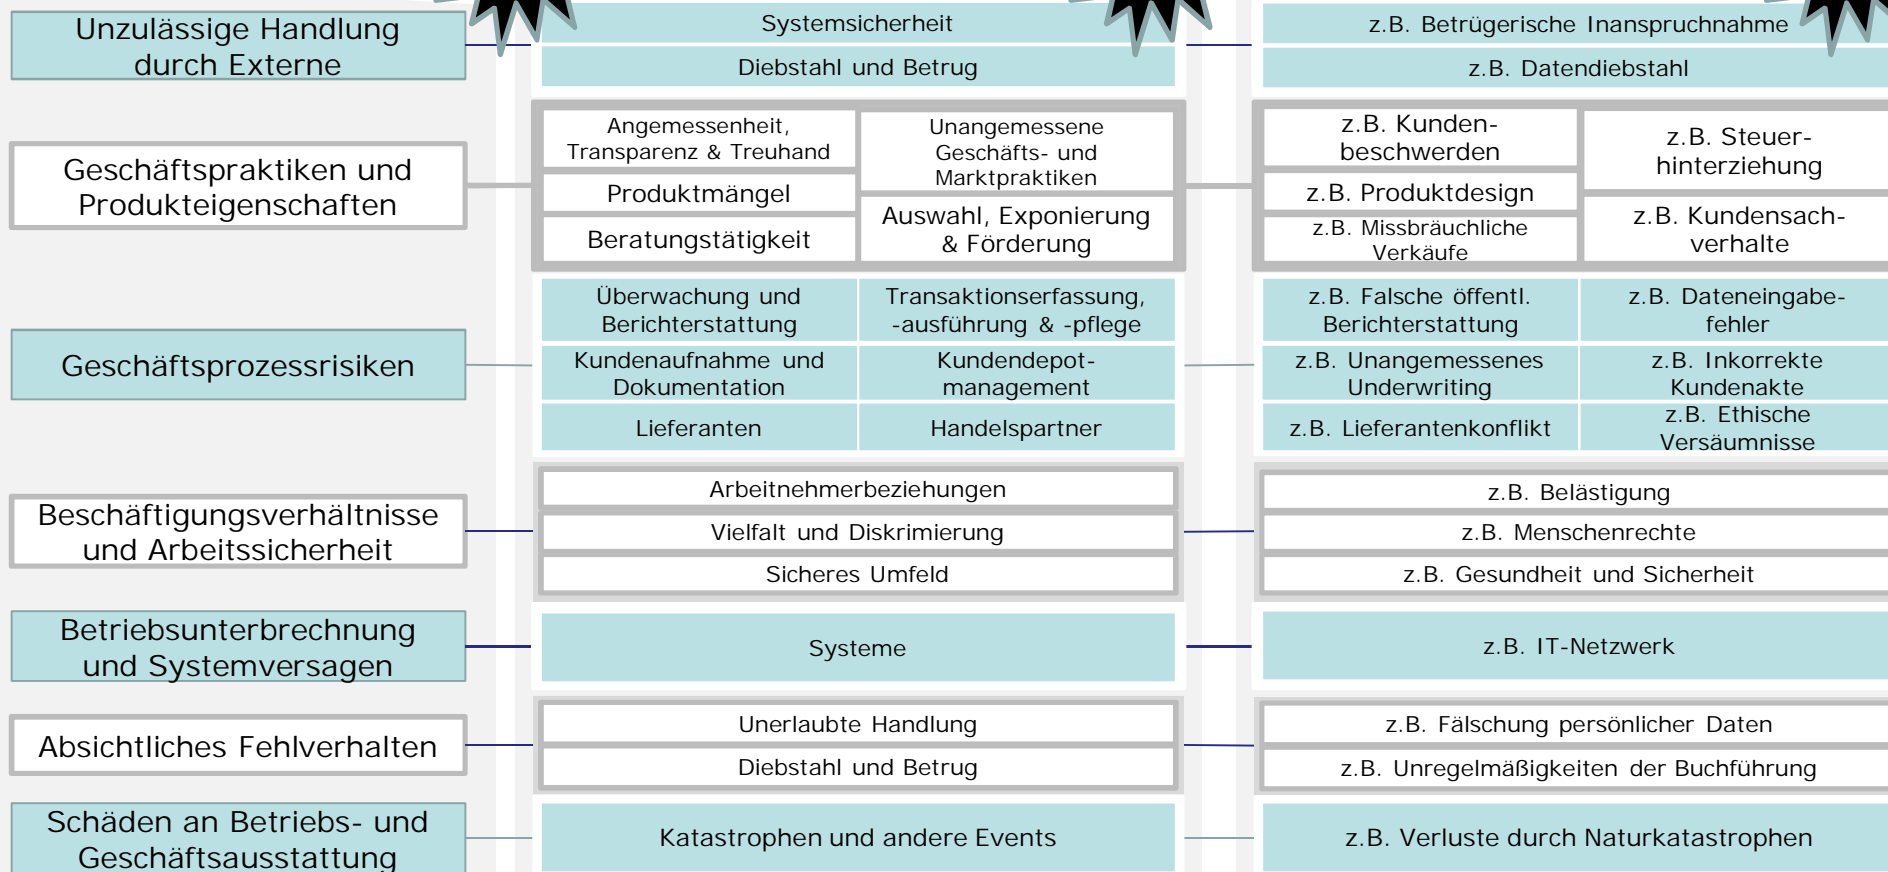 Unzulässige Handlung
durch Externe
Systemsicherheit
Diebstahl und Betrug
z.B. Betrügerische Inanspruchnahme
z.B. Datendiebstahl
Geschäftspraktiken und
Produkteigenschaften
Angemessenheit,
Transparenz & Treuhand
Produktmängel
Beratungstätigkeit
Unangemessene
Geschäfts- und
Marktpraktiken
Auswahl, Exponierung
& Förderung
z.B. Kunden-
beschwerden
z.B. Produktdesign
z.B. Missbräuchliche
Verkäufe
z.B. Steuer-
hinterziehung
z.B. Kundensach-
verhalte
Geschäftsprozessrisiken
Überwachung und
Berichterstattung
Transaktionserfassung,
-ausführung & -pflege
Kundenaufnahme und
Dokumentation
Kundendepot-
management
Lieferanten
Handelspartner
z.B. Falsche öffentl.
Berichterstattung
z.B. Dateneingabe-
fehler
z.B. Unangemessenes
Underwriting
z.B. Inkorrekte
Kundenakte
z.B. Lieferantenkonflikt
z.B. Ethische
Versäumnisse
Beschäftigungsverhältnisse
und Arbeitssicherheit
Arbeitnehmerbeziehungen
Vielfalt und Diskrimierung
Sicheres Umfeld
z.B. Belästigung
z.B. Menschenrechte
z.B. Gesundheit und Sicherheit
Betriebsunterbrechnung
und Systemversagen
Systeme
z.B. IT-Netzwerk
Absichtliches Fehlverhalten
Unerlaubte Handlung
Diebstahl und Betrug
z.B. Fälschung persönlicher Daten
z.B. Unregelmäßigkeiten der Buchführung
Schäden an Betriebs- und
Geschäftsausstattung
Katastrophen und andere Events
z.B. Verluste durch Naturkatastrophen